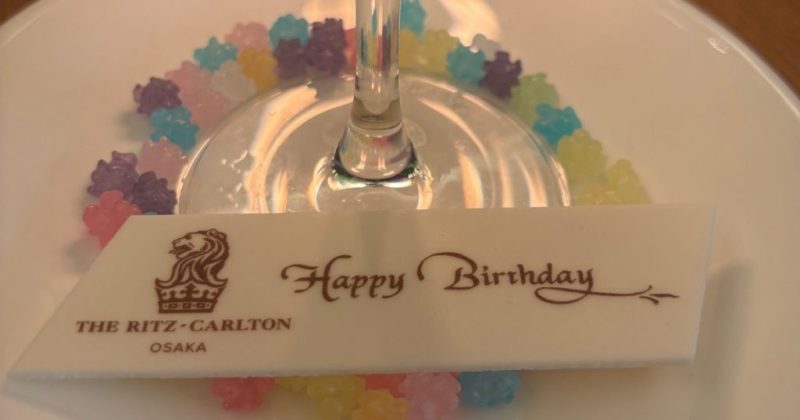 Happy Birthday
THE RITZ-CARLTON
OSAKA